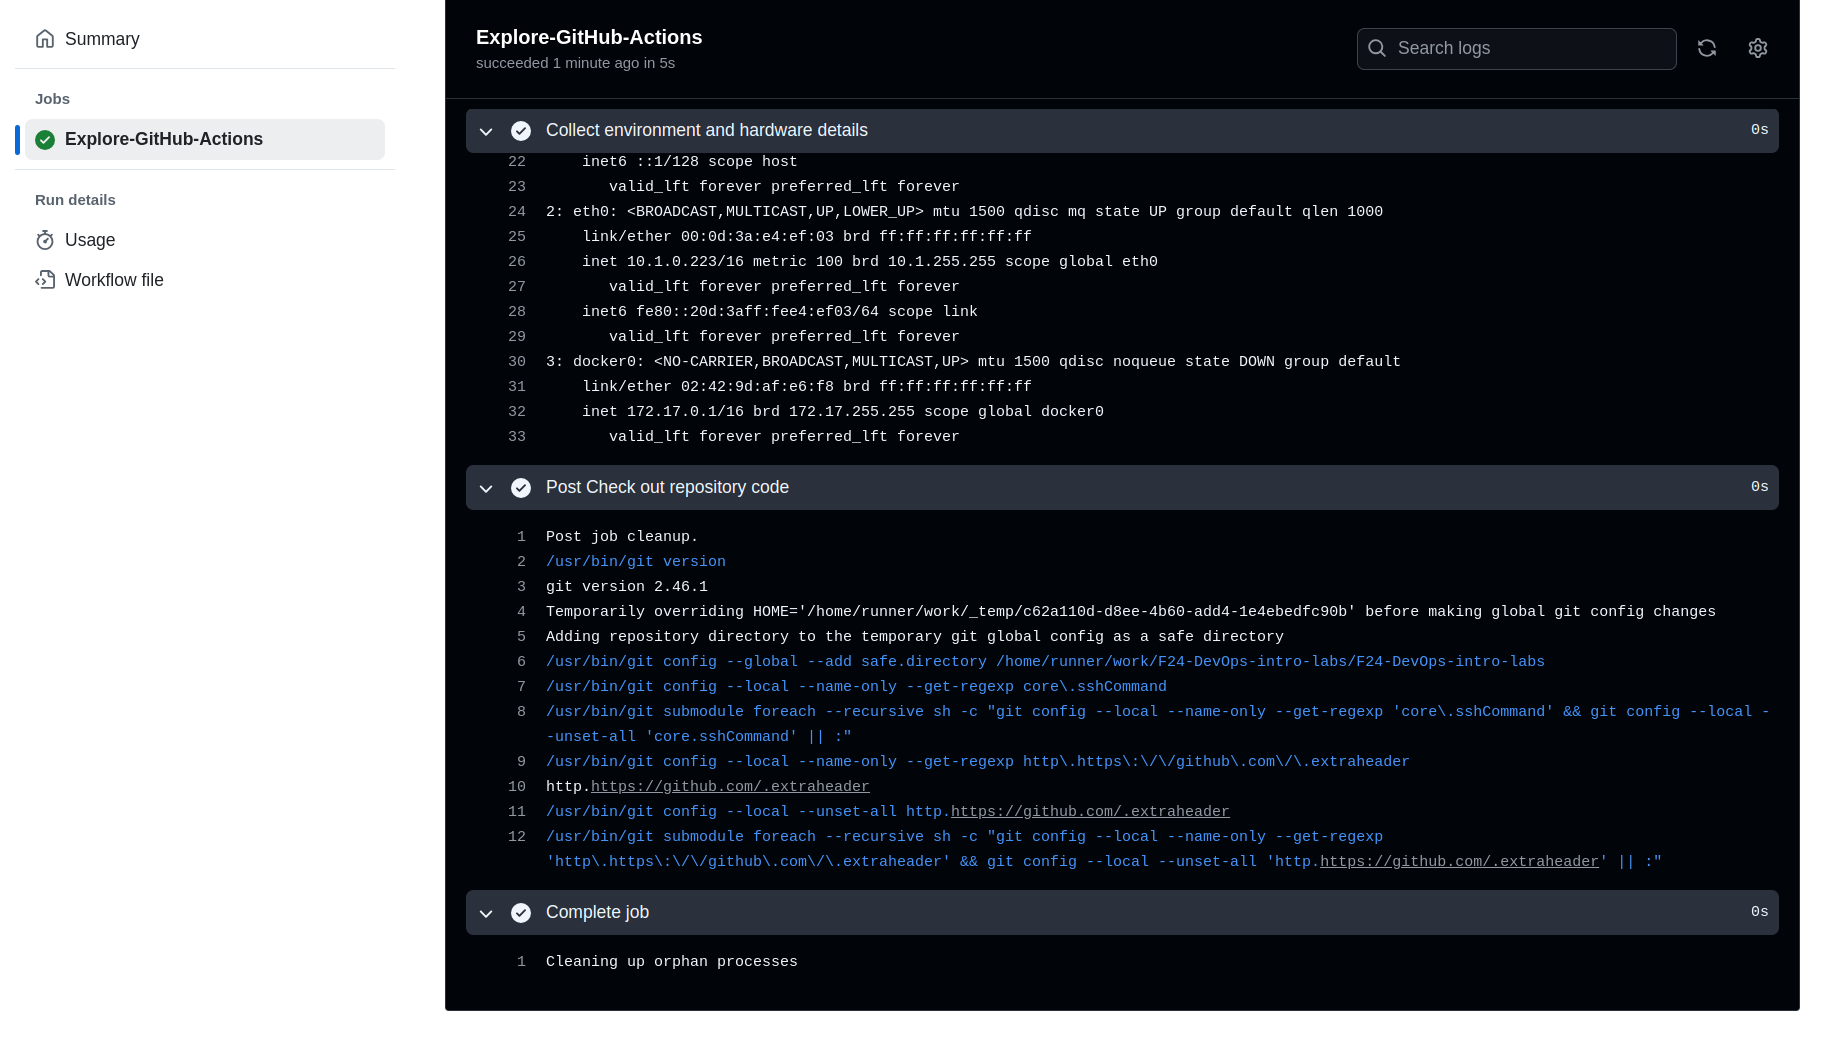 Summary
Jobs
Explore-GitHub-Actions
Run details
Usage
Workflow file
Explore-GitHub-Actions
succeeded 1 minute ago in 5s
Search logs
Collect environment and hardware details 0s
22 inet6 ::1/128 scope host
23 valid_lft forever preferred_lft forever
24 2: eth0: <BROADCAST,MULTICAST,UP,LOWER_UP> mtu 1500 qdisc mq state UP group default qlen 1000
25 link/ether 00:0d:3a:e4:ef:03 brd ff:ff:ff:ff:ff:ff
26 inet 10.1.0.223/16 metric 100 brd 10.1.255.255 scope global eth0
27 valid_lft forever preferred_lft forever
28 inet6 fe80::20d:3aff:fee4:ef03/64 scope link
29 valid_lft forever preferred_lft forever
30 3: docker0: <NO-CARRIER,BROADCAST,MULTICAST,UP> mtu 1500 qdisc noqueue state DOWN group default
31 link/ether 02:42:9d:af:e6:f8 brd ff:ff:ff:ff:ff:ff
32 inet 172.17.0.1/16 brd 172.17.255.255 scope global docker0
33 valid_lft forever preferred_lft forever
Post Check out repository code 0s
1 Post job cleanup.
2 /usr/bin/git version
3 git version 2.46.1
4 Temporarily overriding HOME='/home/runner/work/_temp/c62a110d-d8ee-4b60-add4-1e4ebedfc90b' before making global git config changes
5 Adding repository directory to the temporary git global config as a safe directory
6 /usr/bin/git config --global --add safe.directory /home/runner/work/F24-DevOps-intro-labs/F24-DevOps-intro-labs
7 /usr/bin/git config --local --name-only --get-regexp core\.sshCommand
8 /usr/bin/git submodule foreach --recursive sh -c "git config --local --name-only --get-regexp 'core\.sshCommand' && git config --local -
-unset-all 'core.sshCommand' || :"
9 /usr/bin/git config --local --name-only --get-regexp http\.https\:\/\/github\.com\/\.extraheader
10 http.https://github.com/.extraheader
11 /usr/bin/git config --local --unset-all http.https://github.com/.extraheader
12 /usr/bin/git submodule foreach --recursive sh -c "git config --local --name-only --get-regexp
'http\.https\:\/\/github\.com\/\.extraheader' && git config --local --unset-all 'http.https://github.com/.extraheader' || :"
Complete job 0s
1 Cleaning up orphan processes